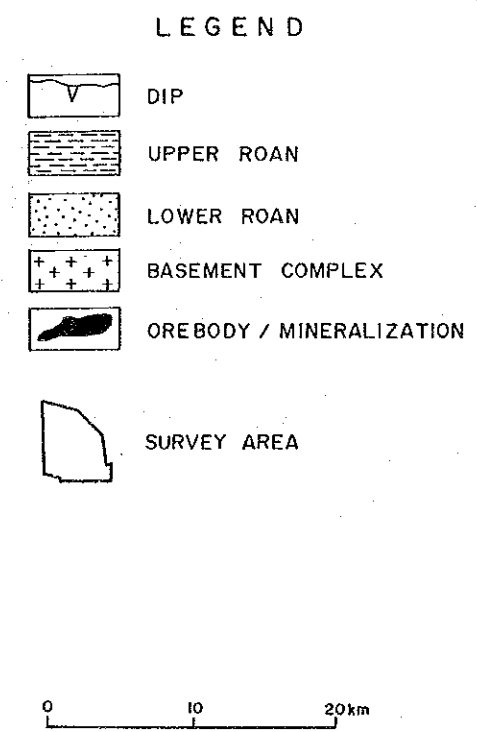 LEGEND
DIP
UPPER ROAN
LOWER ROAN
BASEMENT COMPLEX
OREBODY / MINERALIZATION
SURVEY AREA
0 10 20km